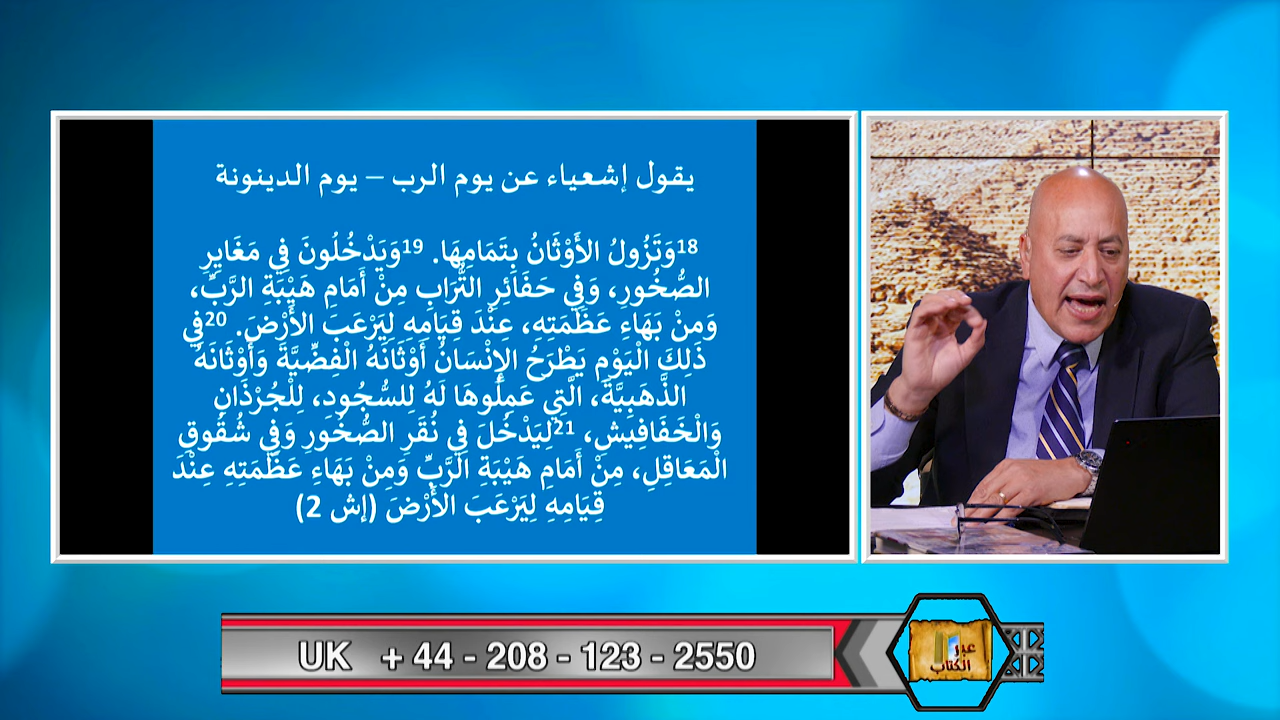 يقول إشعياء عن يوم الرب – يوم الدينونة
18وَتَزُولُ الأَوْثَانُ بِتَمَامِهَا. 19وَيَدْخُلُونَ فِي مَغَايِرِ
الصُّخُورِ، وَفِي حَفَائِرِ التُّرَابِ مِنْ أَمَامِ هَيْبَةِ الرَّبِّ،
وَمِنْ بَهَاءِ عَظَمَتِهِ، عِنْدَ قِيَامِهِ لِيَرْعَبَ الأَرْضَ. 20فِي
ذلِكَ الْيَوْمِ يَطْرَحُ الإِنْسَانُ أَوْثَانَهُ الْفِضِّيَّةَ وَأَوْثَانَهُ
الذَّهَبِيَّةَ، الَّتِي عَمِلُوهَا لَهُ لِلسُّجُودِ، لِلْجُرْذَانِ
وَالْخَفَافِيشِ، 21لِيَدْخُلَ فِي نُقَرِ الصُّخُورِ وَفِي شُقُوقِ
الْمَعَاقِلِ، مِنْ أَمَامِ هَيْبَةِ الرَّبِّ وَمِنْ بَهَاءِ عَظَمَتِهِ عِنْدَ
قِيَامِهِ لِيَرْعَبَ الأَرْضَ (إش 2)
UK + 44 - 208 - 123 - 2550
عبر
الكتاب